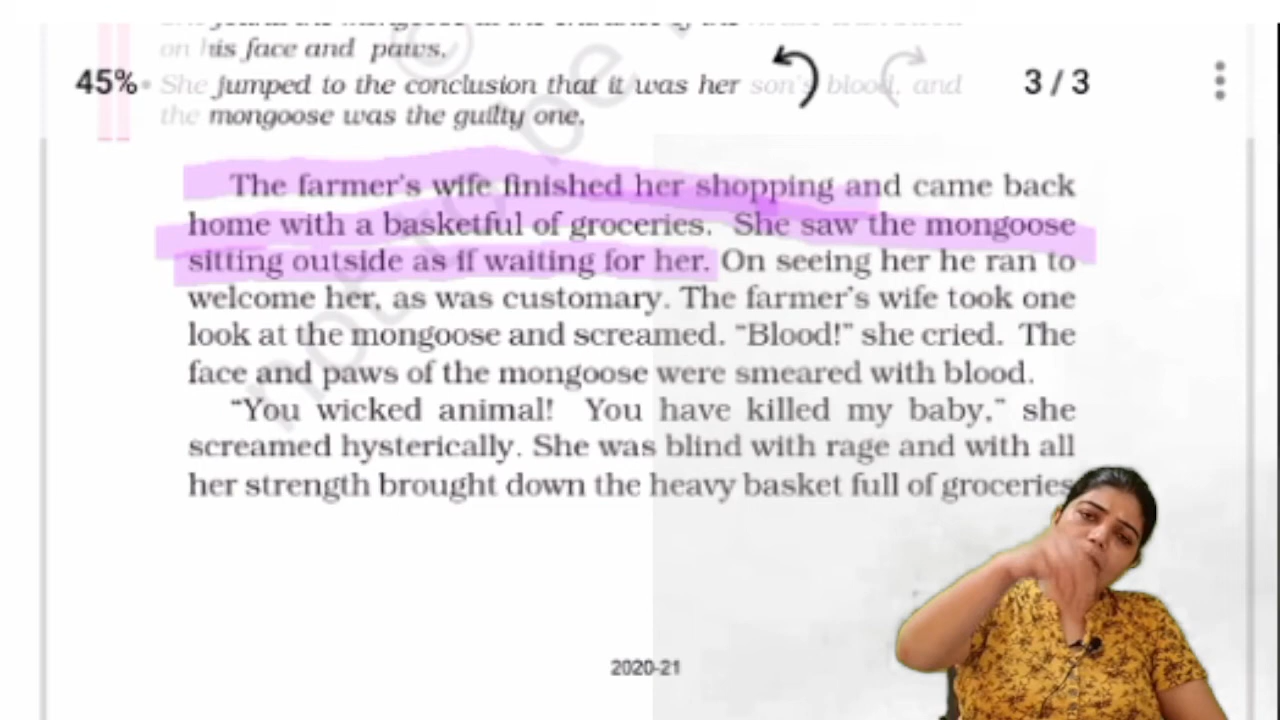 on his face and paws.
45%
She jumped to the conclusion that it was her son's blood, and
3 / 3
the mongoose was the guilty one.
The farmer's wife finished her shopping and came back
home with a basketful of groceries. She saw the mongoose
sitting outside as if waiting for her. On seeing her he ran to
welcome her, as was customary. The farmer's wife took one
look at the mongoose and screamed. “Blood!” she cried. The
face and paws of the mongoose were smeared with blood.
“You wicked animal! You have killed my baby,” she
screamed hysterically. She was blind with rage and with all
her strength brought down the heavy basket full of groceries
2020-21